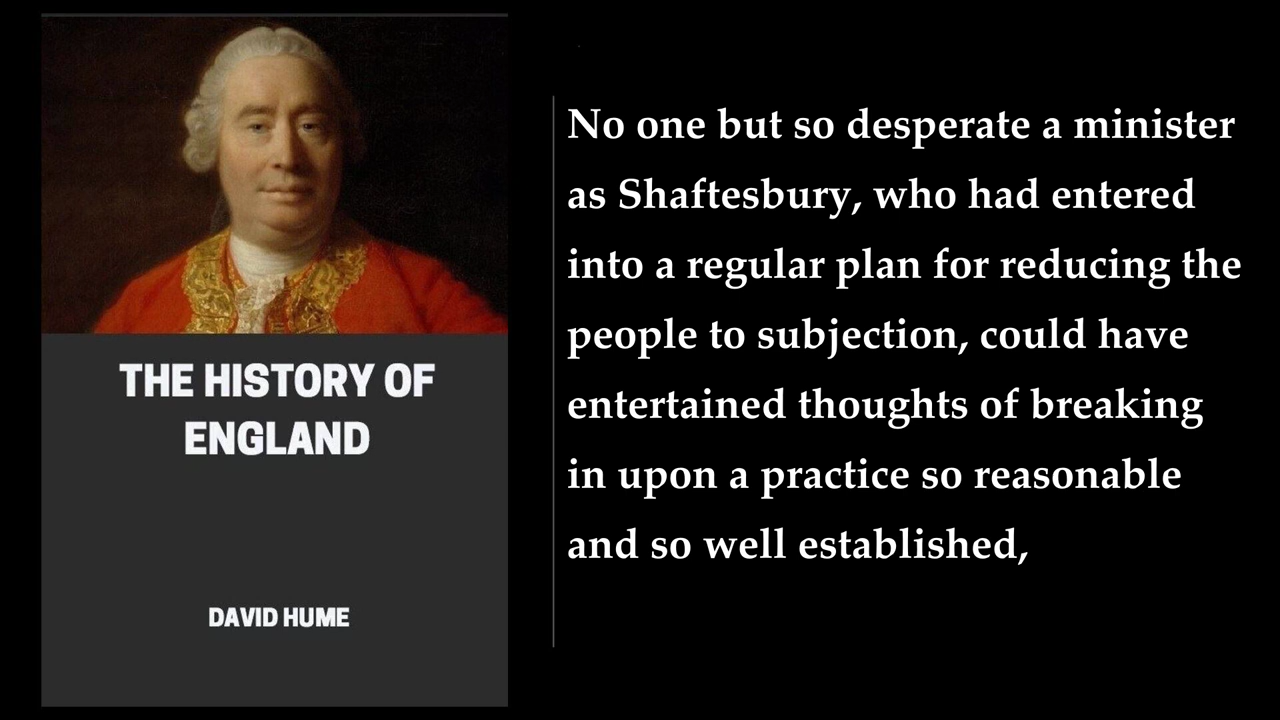 THE HISTORY OF
ENGLAND
DAVID HUME
No one but so desperate a minister
as Shaftesbury, who had entered
into a regular plan for reducing the
people to subjection, could have
entertained thoughts of breaking
in upon a practice so reasonable
and so well established,